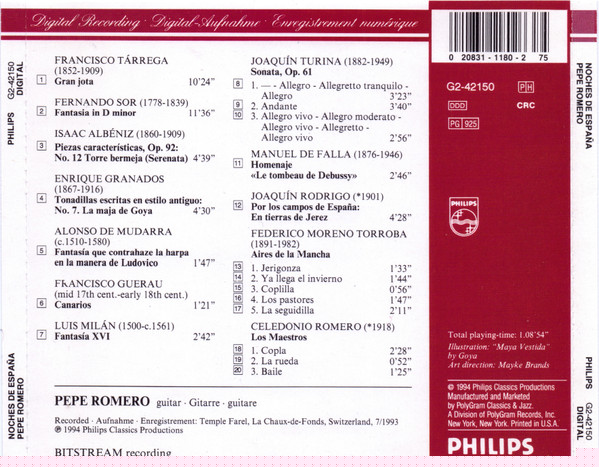 Digital Recording · Digital-Aufnahme · Enregistrement numérique
FRANCISCO TÁRREGA
(1852-1909)
1 Gran jota 10'24"
FERNANDO SOR (1778-1839)
2 Fantasia in D minor 11'36"
ISAAC ALBÉNIZ (1860-1909)
3 Piezas características, Op. 92:
No. 12 Torre bermeja (Serenata) 4'39"
ENRIQUE GRANADOS
(1867-1916)
4 Tonadillas escritas en estilo antiguo:
No. 7. La maja de Goya 4'30"
ALONSO DE MUDARRA
(c.1510-1580)
5 Fantasía que contrahaze la harpa
en la manera de Ludovico 1'47"
FRANCISCO GUERAU
(mid 17th cent.-early 18th cent.)
6 Canarios 1'21"
LUIS MILÁN (1500-c.1561)
7 Fantasía XVI 2'42"
JOAQUÍN TURINA (1882-1949)
Sonata, Op. 61
8 1. — - Allegro - Allegretto tranquilo -
Allegro 3'23"
9 2. Andante 3'40"
10 3. Allegro vivo - Allegro moderato -
Allegro vivo - Allegretto -
Allegro vivo 2'56"
MANUEL DE FALLA (1876-1946)
11 Homenaje
«Le tombeau de Debussy» 2'46"
JOAQUÍN RODRIGO (*1901)
12 Por los campos de España:
En tierras de Jerez 4'28"
FEDERICO MORENO TORROBA
(1891-1982)
Aires de la Mancha
13 1. Jerigonza 1'33"
14 2. Ya llega el invierno 1'44"
15 3. Coplilla 0'56"
16 4. Los pastores 1'47"
17 5. La seguidilla 2'11"
CELEDONIO ROMERO (*1918)
Los Maestros
18 1. Copla 2'28"
19 2. La rueda 0'52"
20 3. Baile 1'25"
PEPE ROMERO guitar · Gitarre · guitare
Recorded · Aufnahme · Enregistrement: Temple Farel, La Chaux-de-Fonds, Switzerland, 7/1993
℗ 1994 Philips Classics Productions
BITSTREAM recording
0 20831-1180-2 75
G2-42150 PH
DDD CRC
PG 925
PHILIPS
Total playing-time: 1.08'54"
Illustration: "Maya Vestida"
by Goya
Art direction: Mayke Brands
© 1994 Philips Classics Productions
Manufactured and Marketed
by PolyGram Classics & Jazz.
A Division of PolyGram Records, Inc.
New York, New York. Printed in U.S.A.
PHILIPS
NOCHES DE ESPAÑA
PEPE ROMERO
PHILIPS
G2-42150
DIGITAL
NOCHES DE ESPAÑA
PEPE ROMERO
PHILIPS
G2-42150
DIGITAL